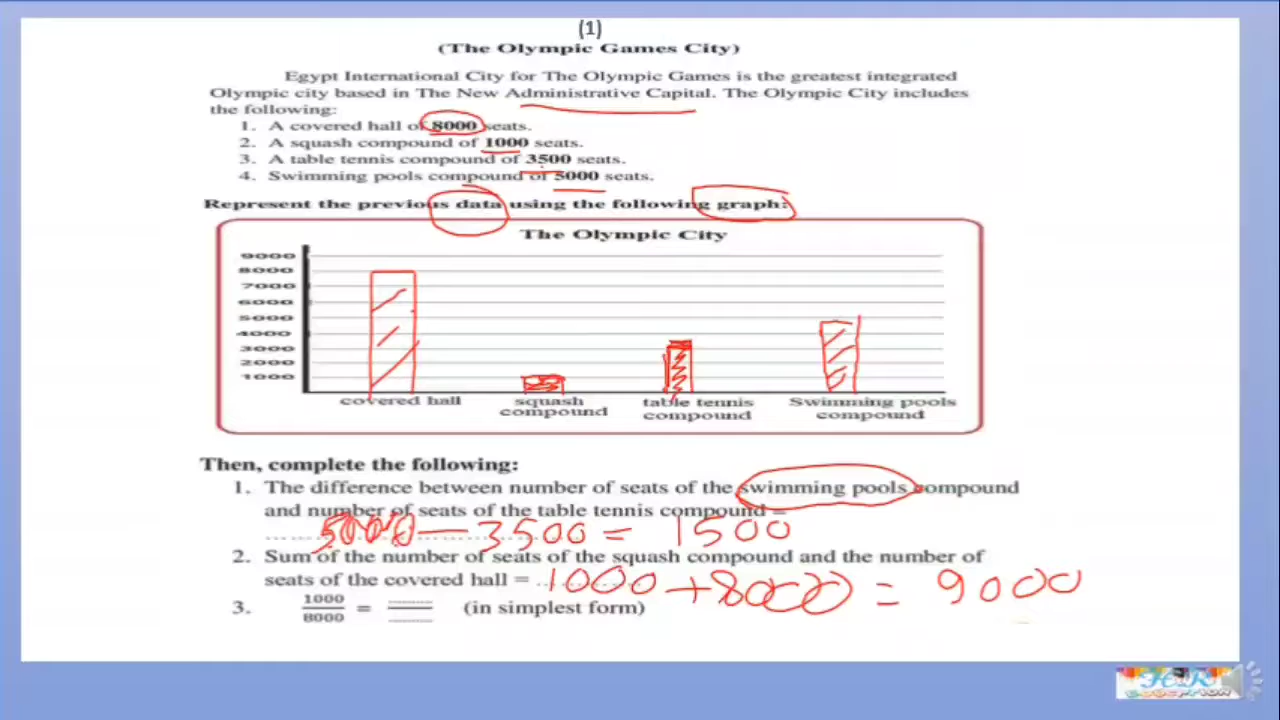 (1)
(The Olympic Games City)
Egypt International City for The Olympic Games is the greatest integrated
Olympic city based in The New Administrative Capital. The Olympic City includes
the following:
1. A covered hall of 8000 seats.
2. A squash compound of 1000 seats.
3. A table tennis compound of 3500 seats.
4. Swimming pools compound of 5000 seats.
Represent the previous data using the following graph:
The Olympic City
9000
8000
7000
6000
5000
4000
3000
2000
1000
covered hall
squash compound
table tennis compound
Swimming pools compound
Then, complete the following:
1. The difference between number of seats of the swimming pools compound
and number of seats of the table tennis compound =
5000 - 3500 = 1500
2. Sum of the number of seats of the squash compound and the number of
seats of the covered hall = 1000 + 8000 = 9000
3. 1000/8000 = ——— (in simplest form)